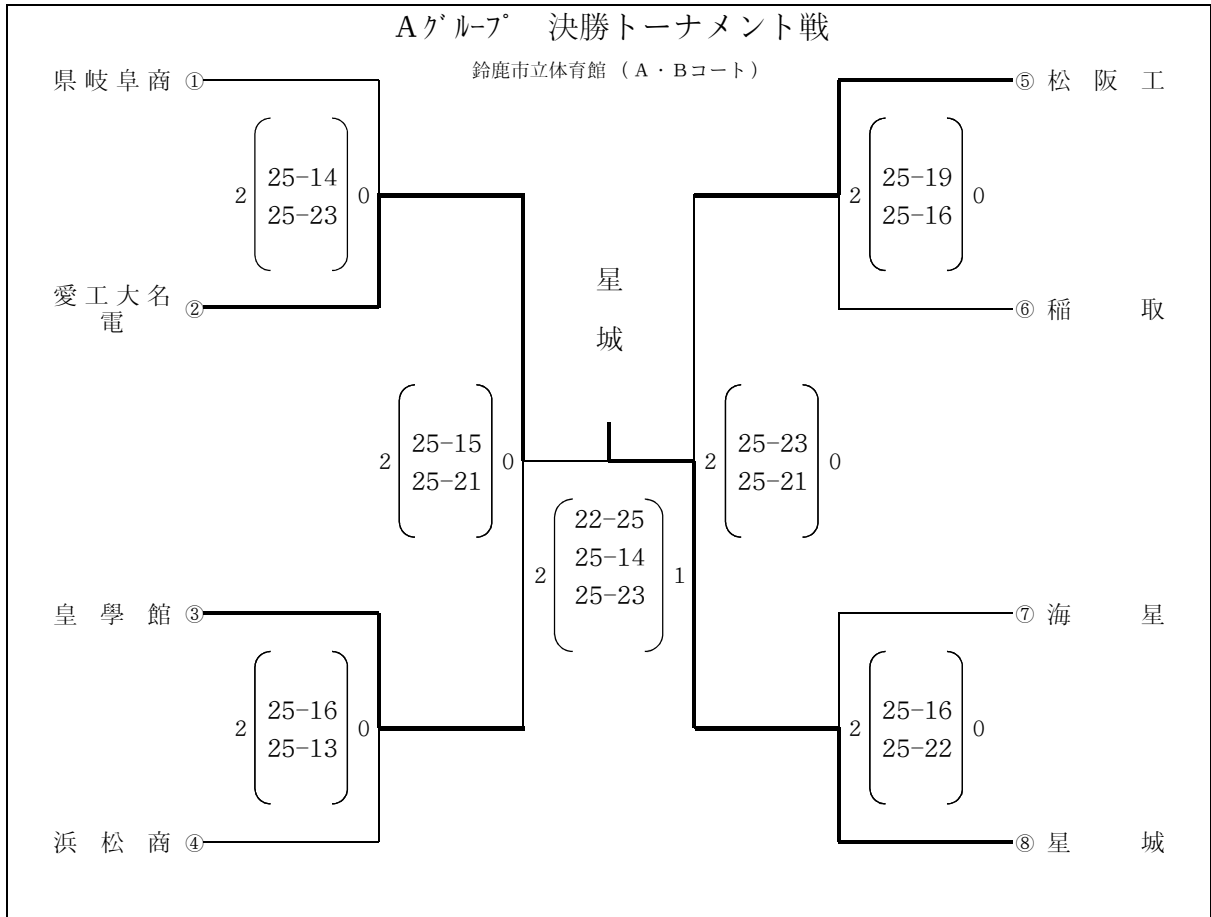 Aグループ 決勝トーナメント戦
鈴鹿市立体育館 (A・Bコート)
県岐阜商 ①
⑤ 松阪工
2 25-14 0
25-23
2 25-19 0
25-16
愛工大名電 ②
⑥ 稲取
星城
2 25-15 0
25-21
2 25-23 0
25-21
22-25
2 25-14 1
25-23
皇學館 ③
⑦ 海星
2 25-16 0
25-13
2 25-16 0
25-22
浜松商 ④
⑧ 星城